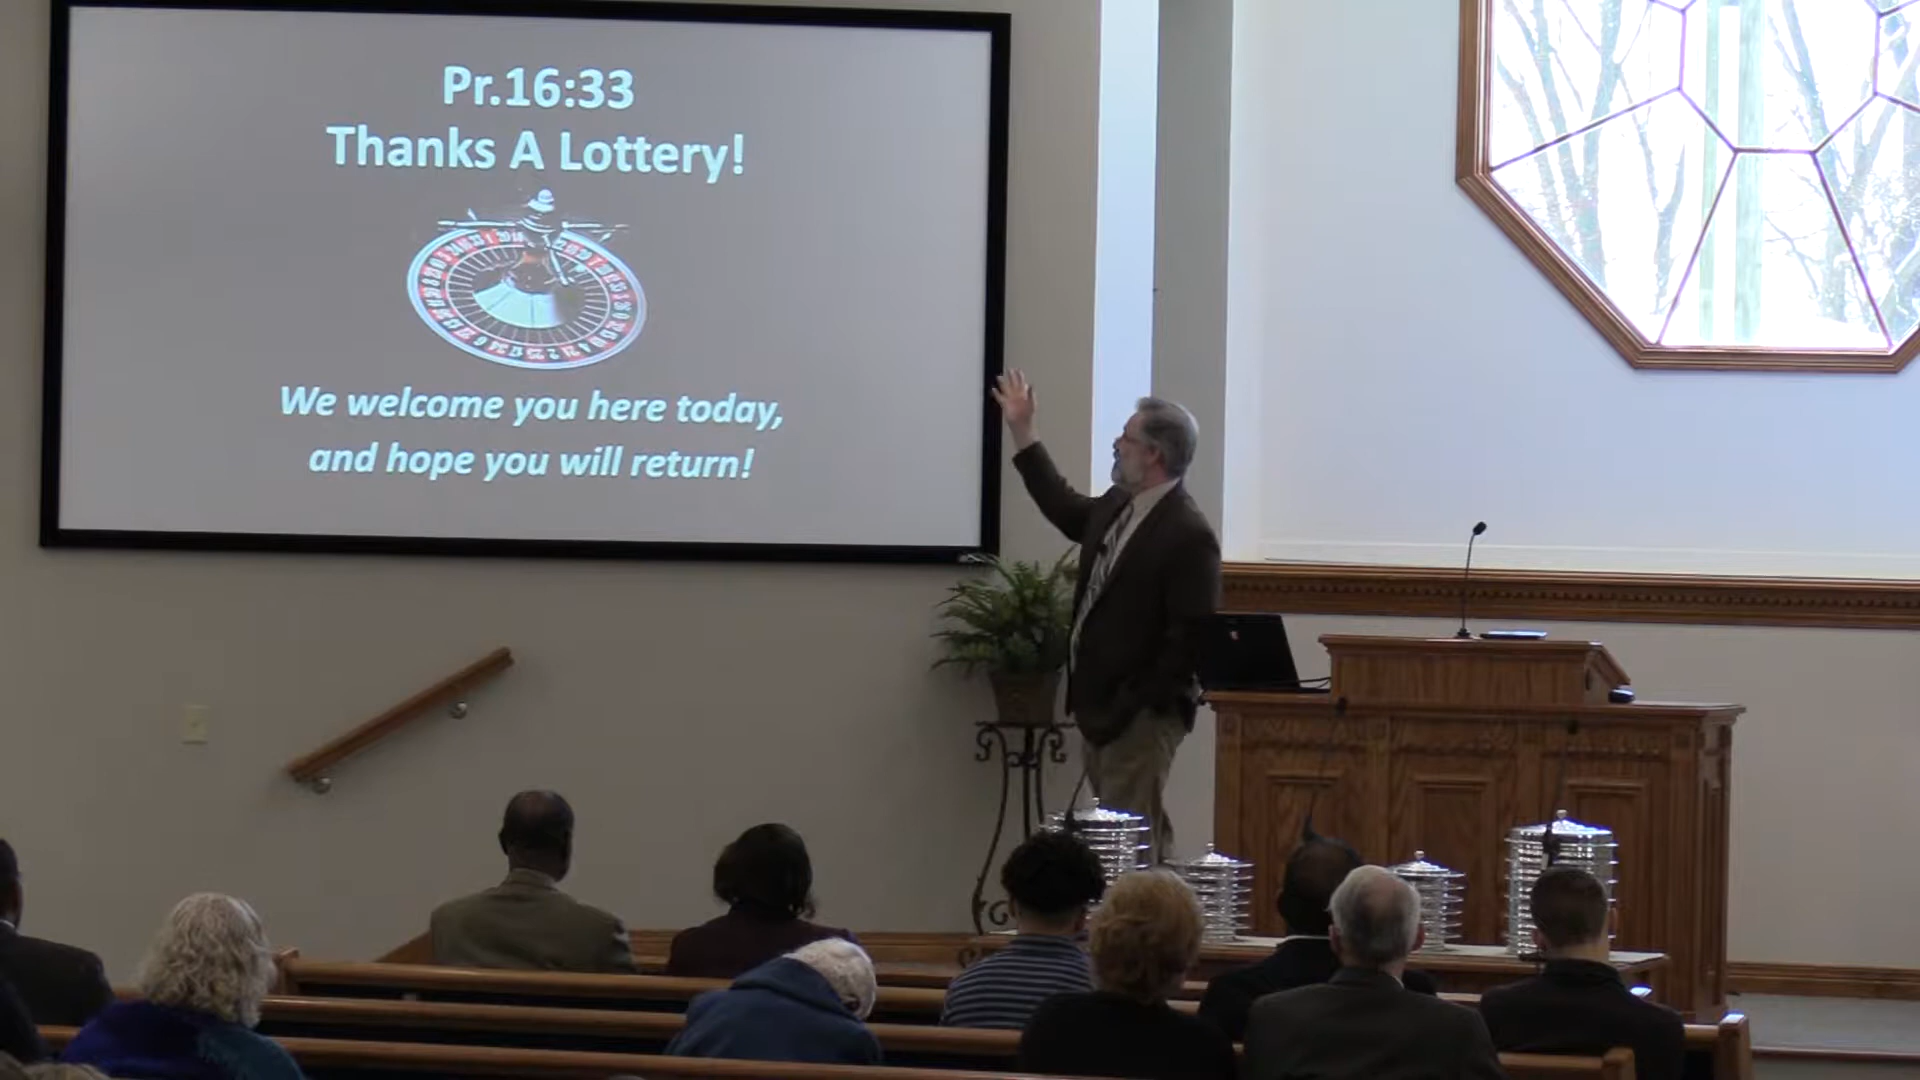 Pr.16:33
Thanks A Lottery!
We welcome you here today,
and hope you will return!